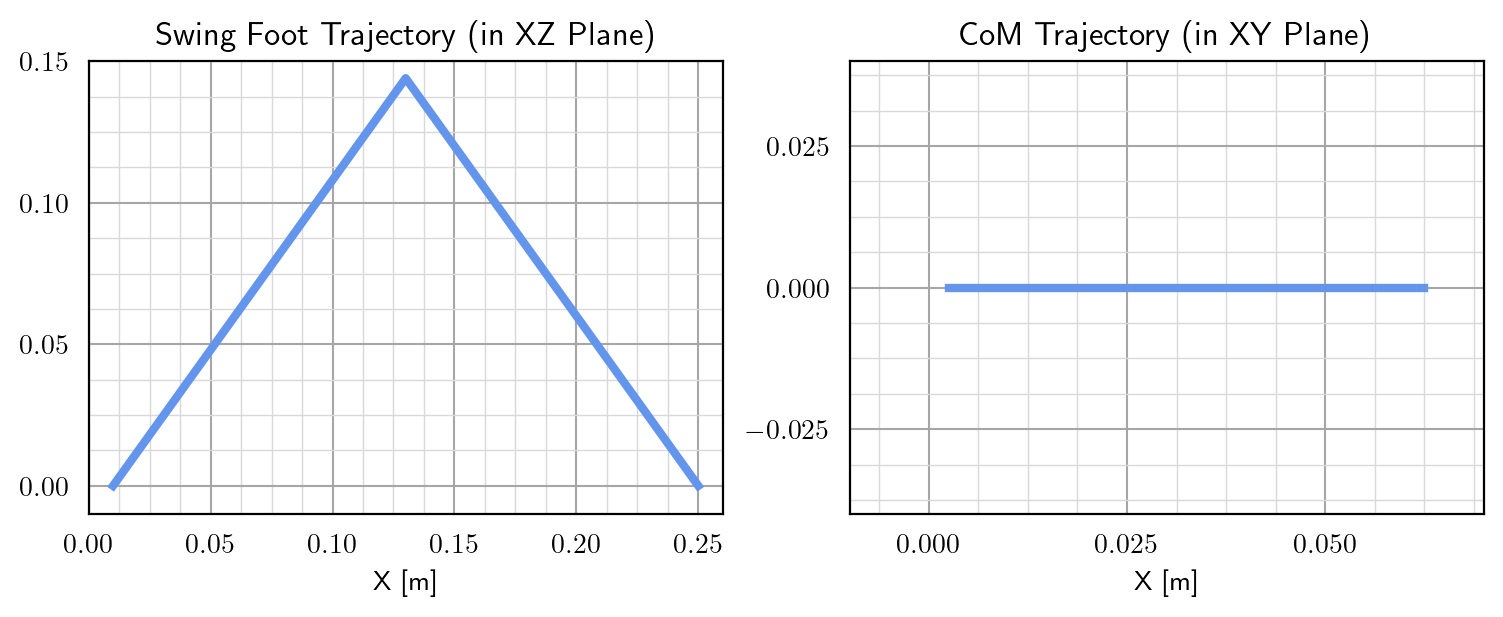 Swing Foot Trajectory (in XZ Plane)
0.15
0.10
0.05
0.00
0.00 0.05 0.10 0.15 0.20 0.25
X [m]
CoM Trajectory (in XY Plane)
0.025
0.000
−0.025
0.000 0.025 0.050
X [m]